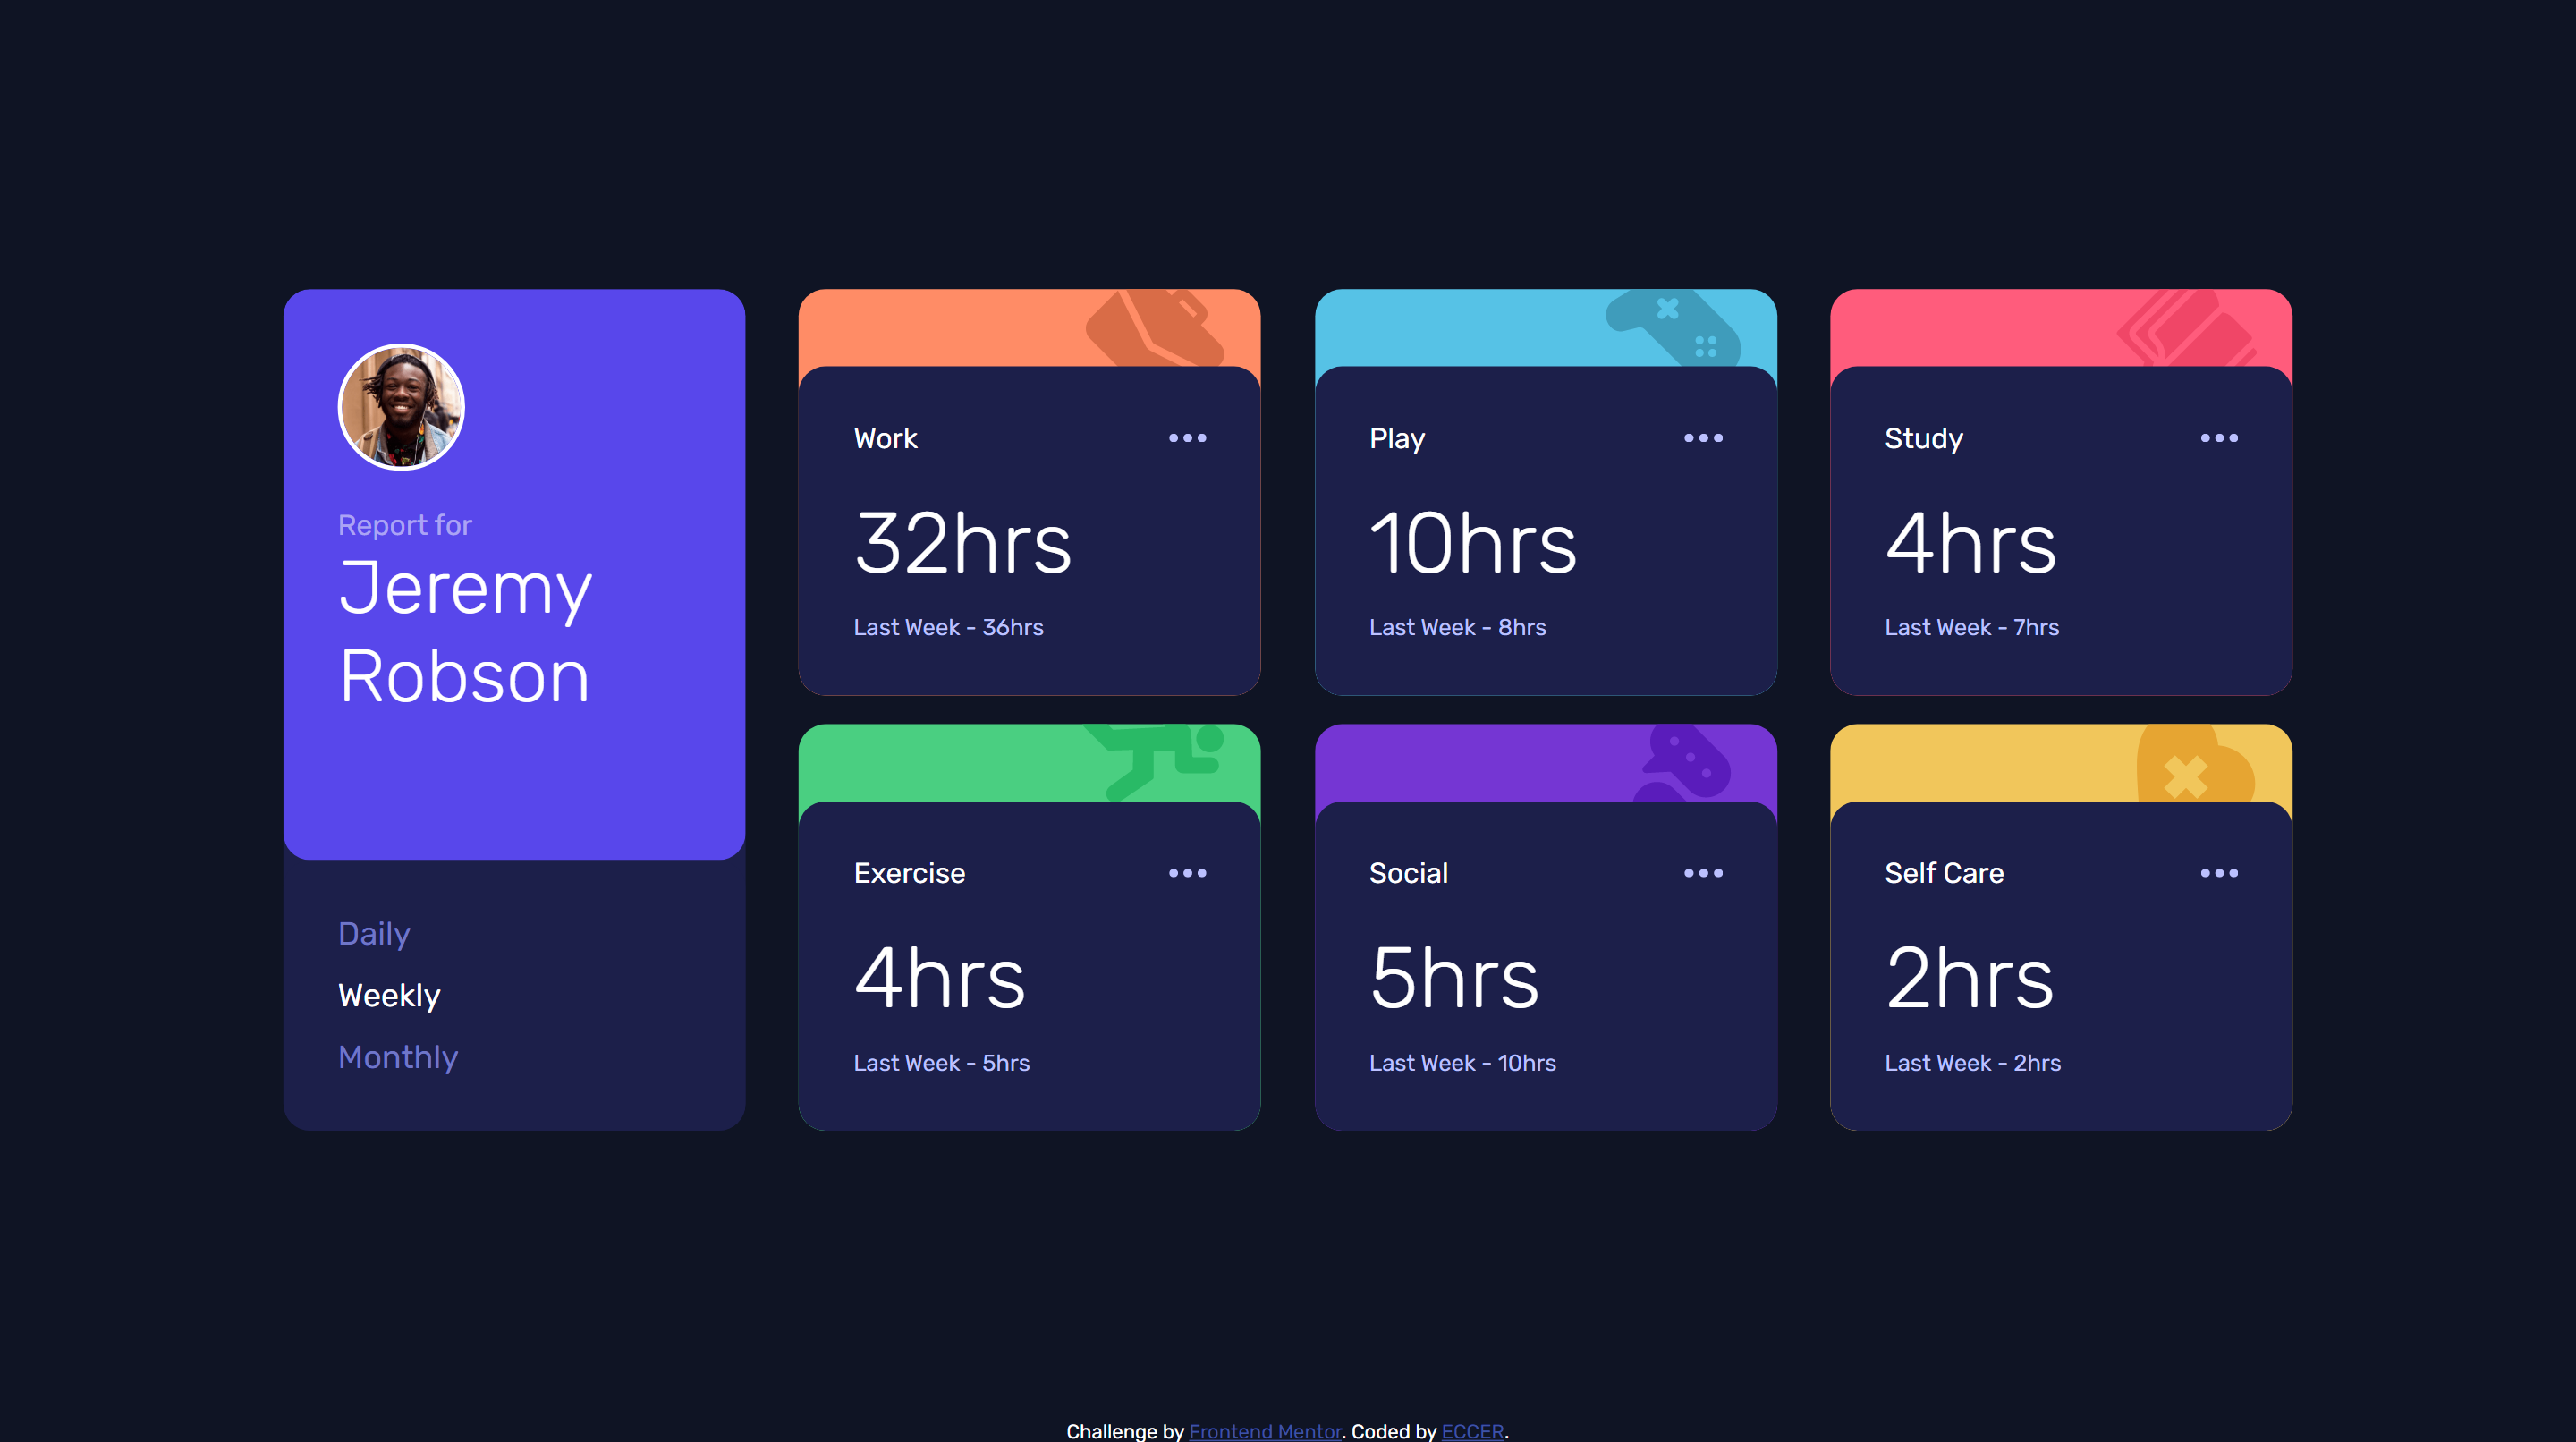 Report for
Jeremy
Robson
Daily
Weekly
Monthly
Work
32hrs
Last Week - 36hrs
Play
10hrs
Last Week - 8hrs
Study
4hrs
Last Week - 7hrs
Exercise
4hrs
Last Week - 5hrs
Social
5hrs
Last Week - 10hrs
Self Care
2hrs
Last Week - 2hrs
Challenge by Frontend Mentor. Coded by ECCER.